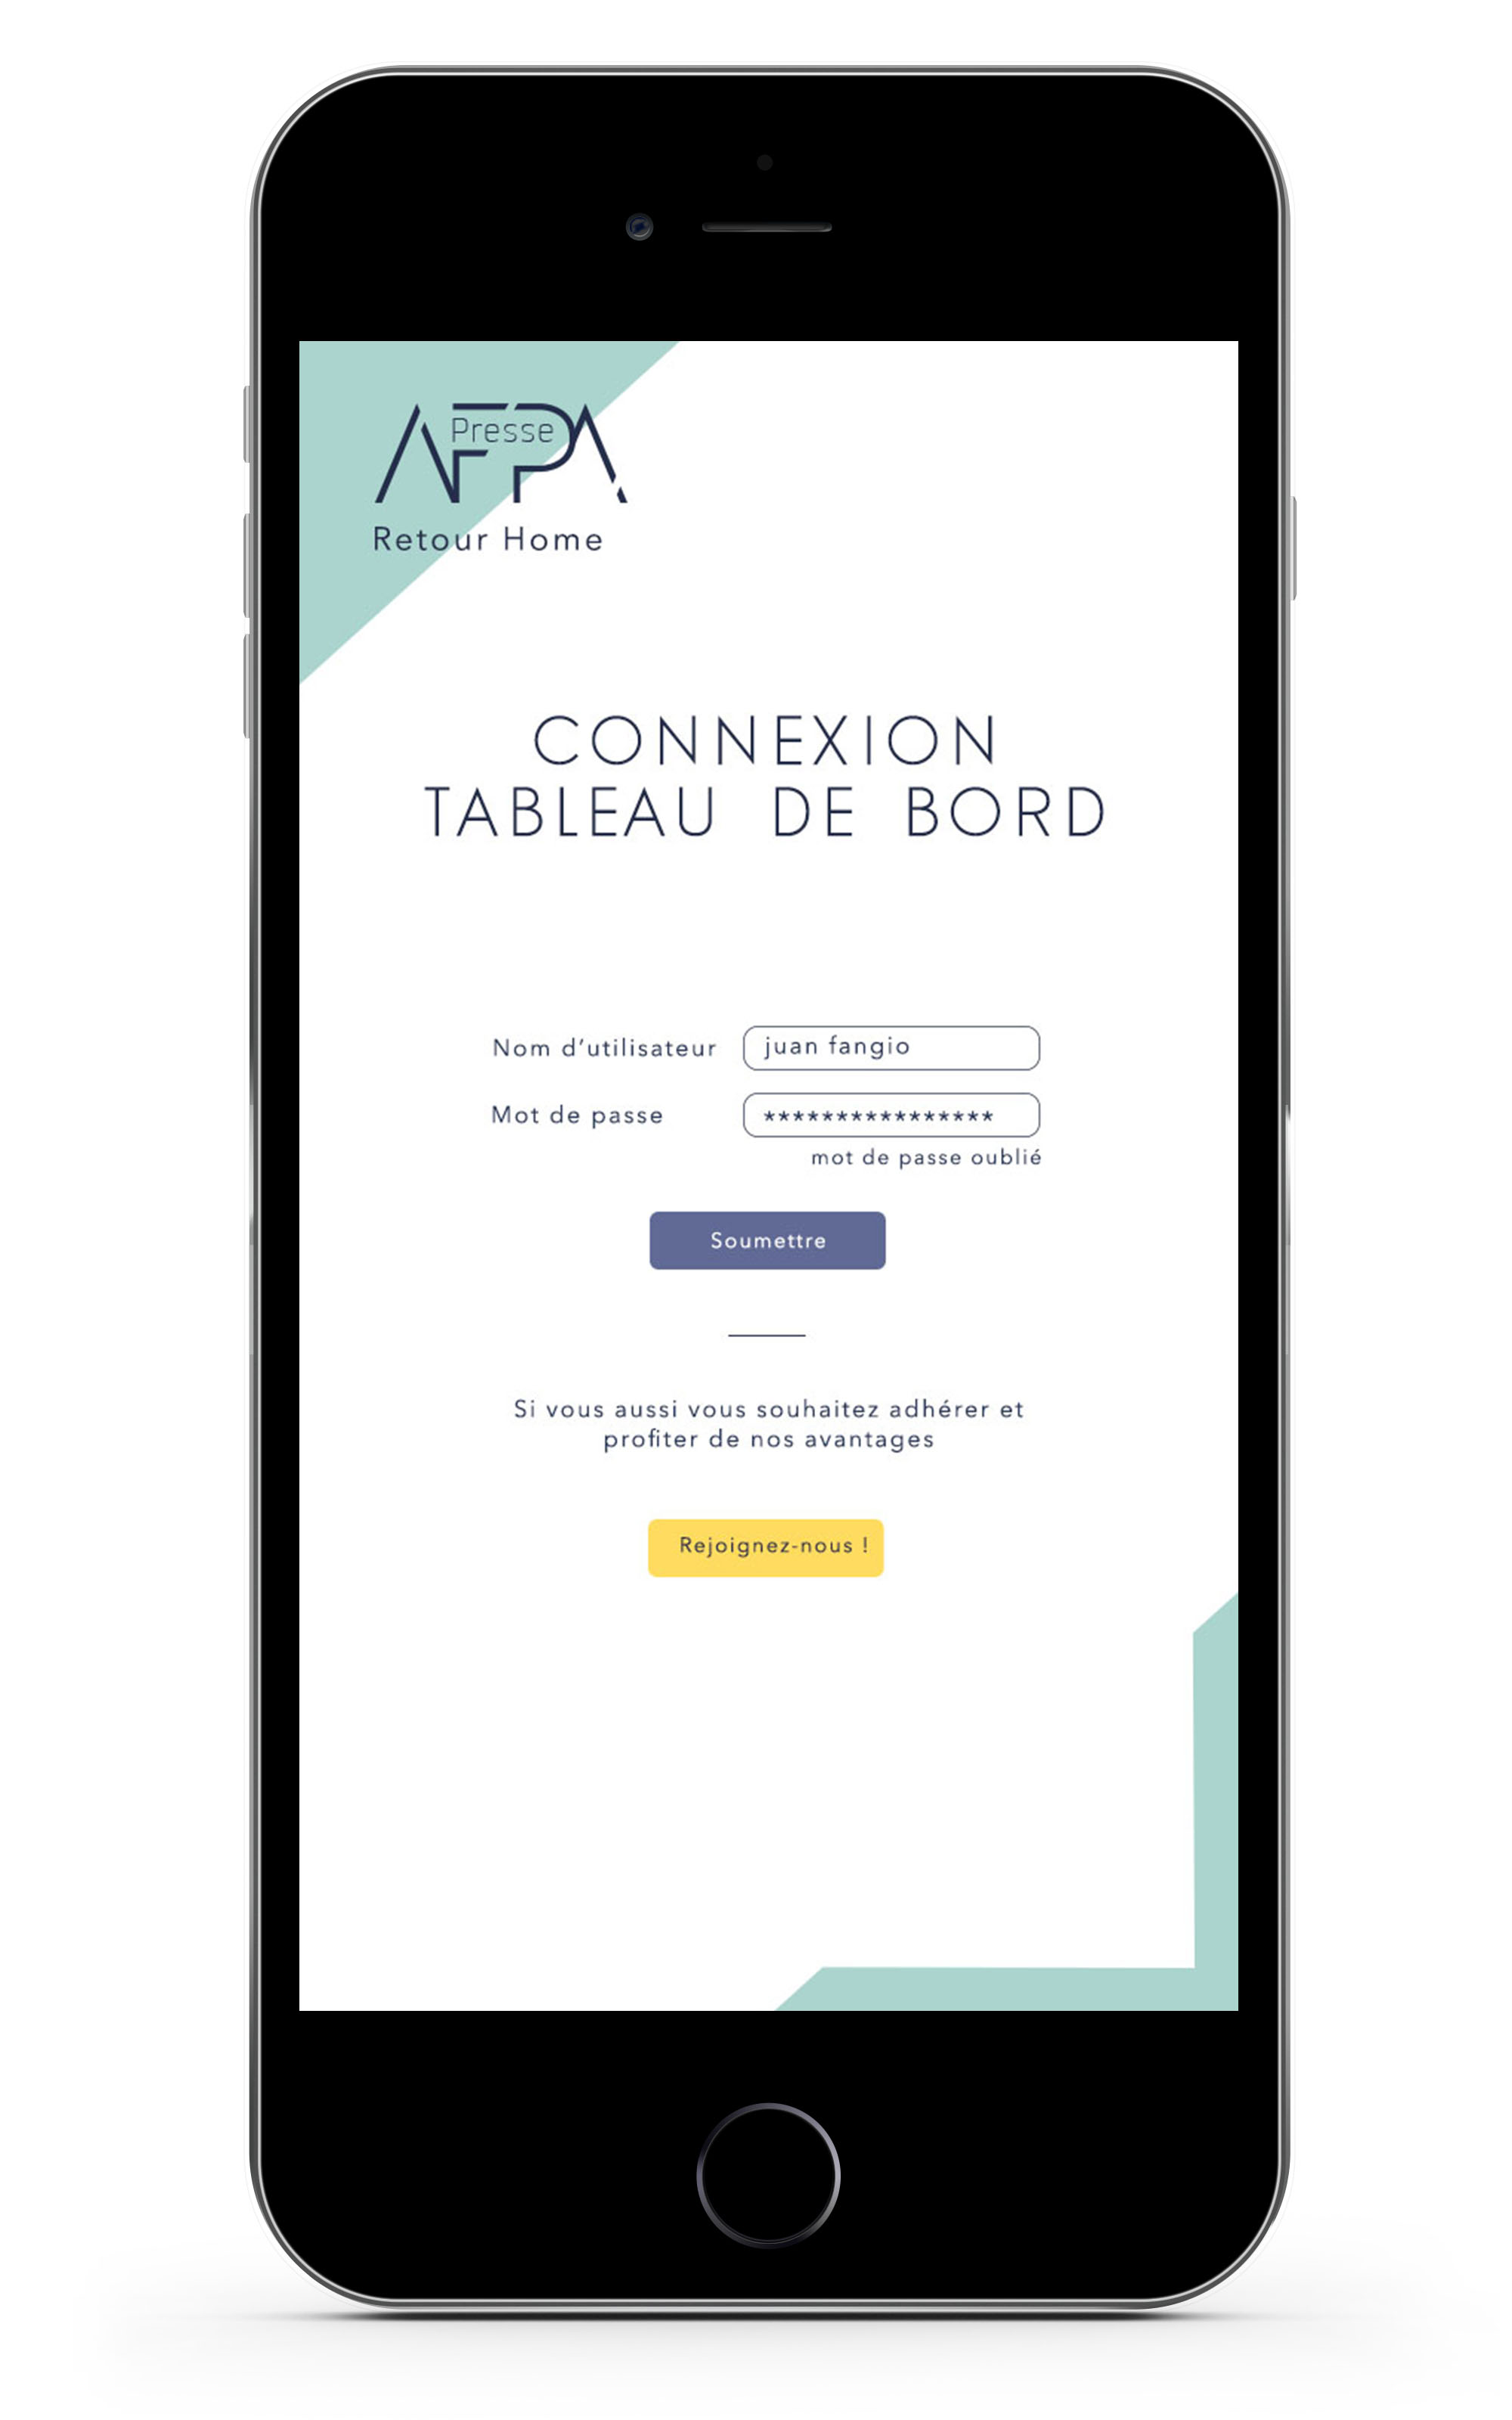 AFPA
Presse
Retour Home
CONNEXION
TABLEAU DE BORD
Nom d'utilisateur juan fangio
Mot de passe ****************
mot de passe oublié
Soumettre
Si vous aussi vous souhaitez adhérer et
profiter de nos avantages
Rejoignez-nous !